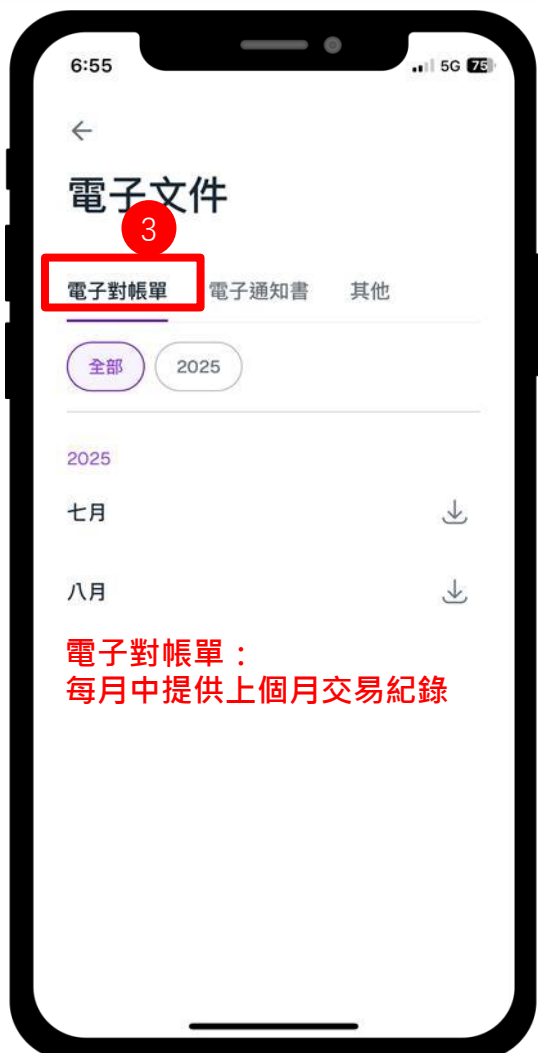 6:55
5G 75
電子文件
3
電子對帳單 電子通知書 其他
全部 2025
2025
七月
八月
電子對帳單：
每月中提供上個月交易紀錄